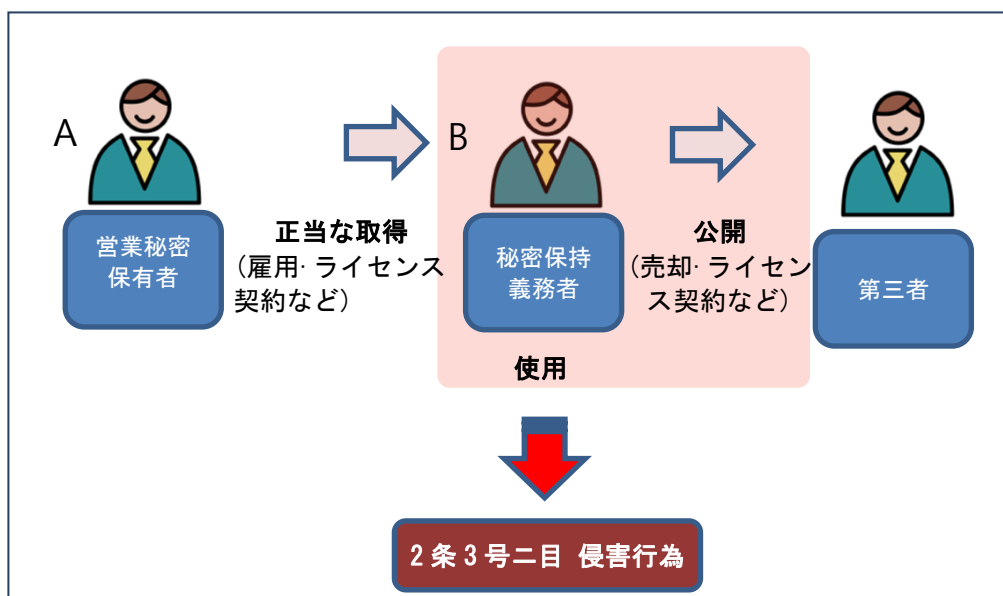 A
営業秘密
保有者
正当な取得
(雇用·ライセンス
契約など)
B
秘密保持
義務者
使用
公開
(売却·ライセン
ス契約など)
第三者
2条3号ニ目 侵害行為